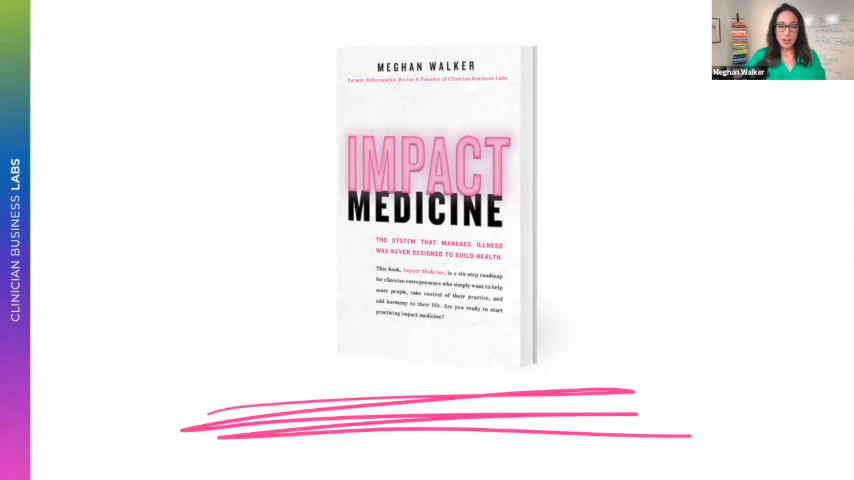 CLINICIAN BUSINESS LABS
MEGHAN WALKER
Former Naturopathic Doctor & Founder of Clinician Business Labs
IMPACT
MEDICINE
THE SYSTEM THAT MANAGES ILLNESS
WAS NEVER DESIGNED TO BUILD HEALTH.
This book, Impact Medicine, is a six-step roadmap
for clinician entrepreneurs who simply want to help
more people, take control of their practice, and
add harmony to their life. Are you ready to start
practicing impact medicine?
Meghan Walker